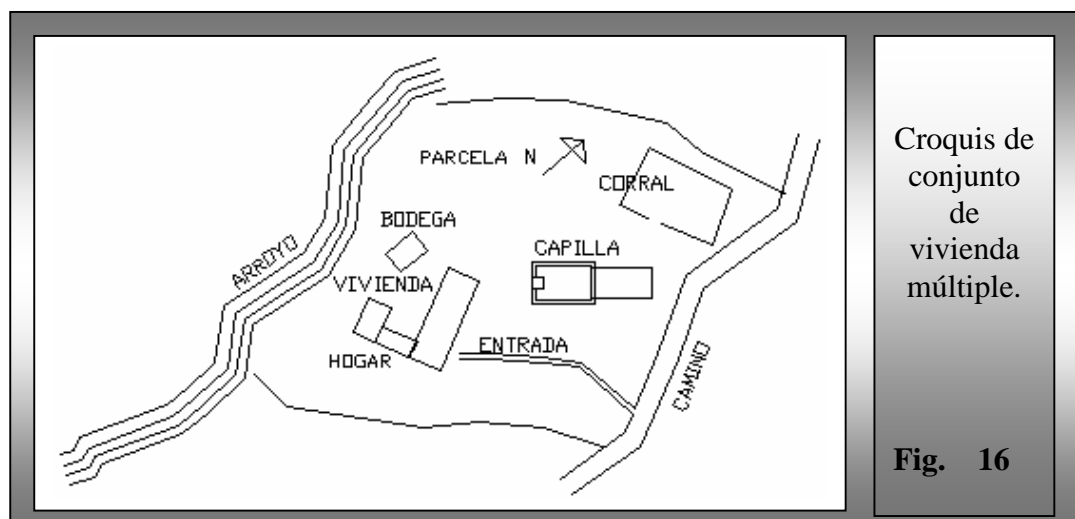 PARCELA N
CORRAL
BODEGA
ARROYO
CAPILLA
VIVIENDA
ENTRADA
HOGAR
CAMINO
Croquis de
conjunto
de
vivienda
múltiple.
Fig. 16